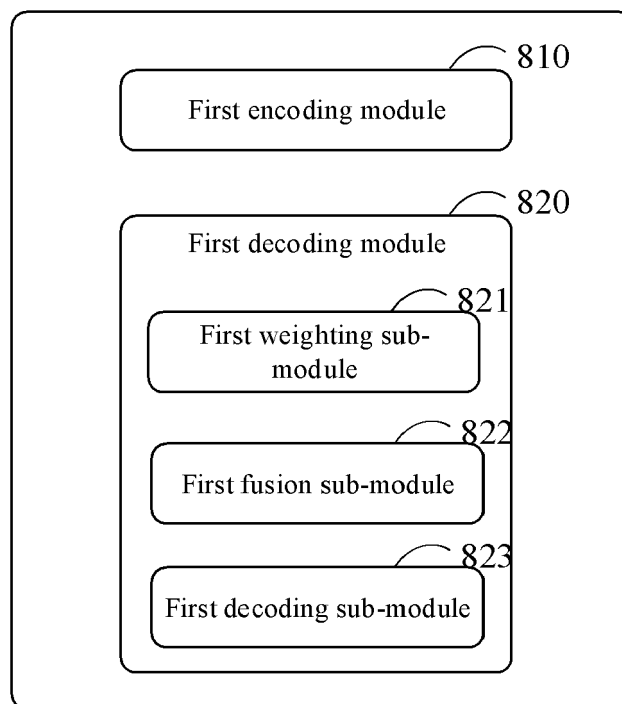 810
First encoding module
820
First decoding module
821
First weighting sub-
module
822
First fusion sub-module
823
First decoding sub-module